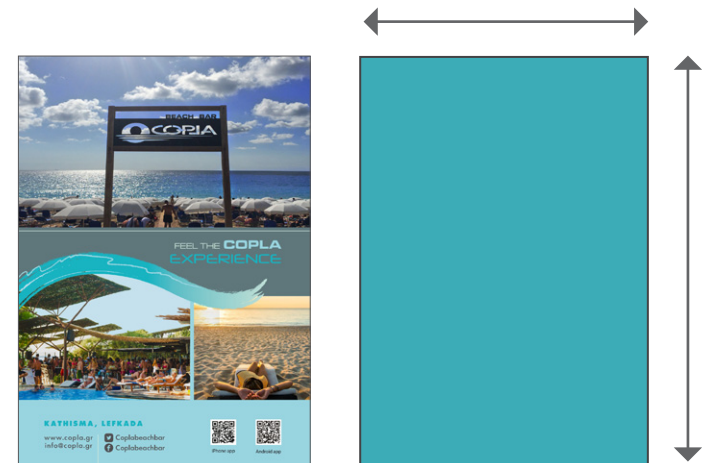 BEACH BAR
COPLA
FEEL THE COPLA
EXPERIENCE
KATHISMA, LEFKADA
www.copla.gr
info@copla.gr
Coplabeachbar
Coplabeachbar
iPhone app
Android app